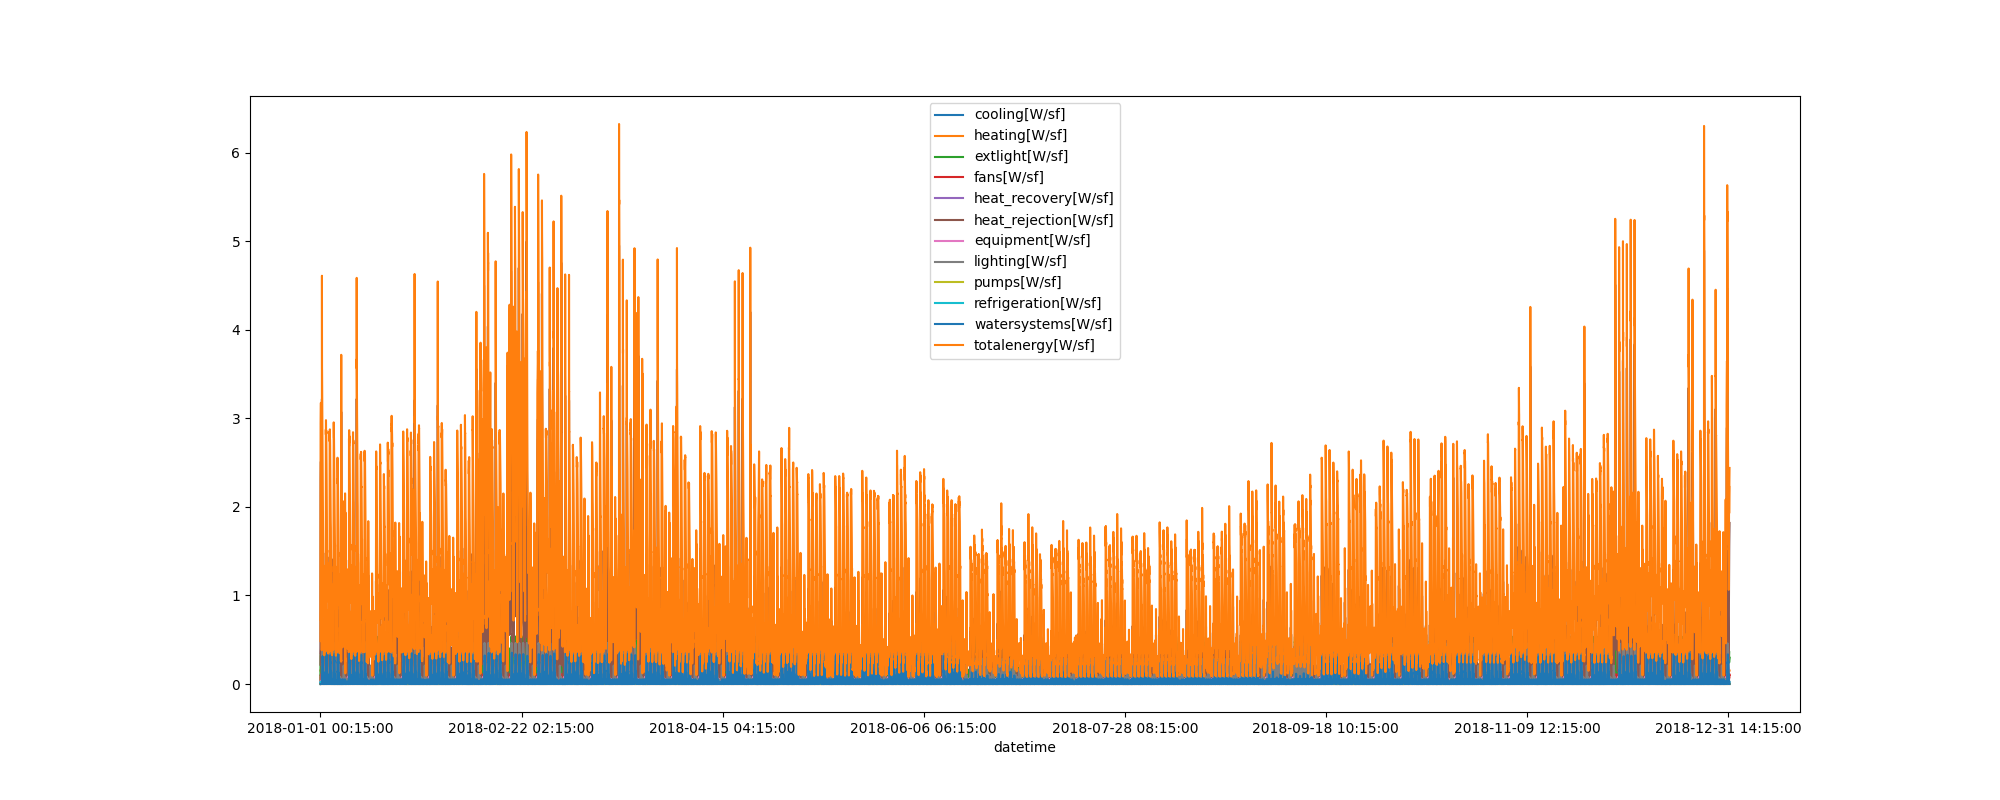 cooling[W/sf]
heating[W/sf]
extlight[W/sf]
fans[W/sf]
heat_recovery[W/sf]
heat_rejection[W/sf]
equipment[W/sf]
lighting[W/sf]
pumps[W/sf]
refrigeration[W/sf]
watersystems[W/sf]
totalenergy[W/sf]
6
5
4
3
2
1
0
2018-01-01 00:15:00 2018-02-22 02:15:00 2018-04-15 04:15:00 2018-06-06 06:15:00 2018-07-28 08:15:00 2018-09-18 10:15:00 2018-11-09 12:15:00 2018-12-31 14:15:00
datetime